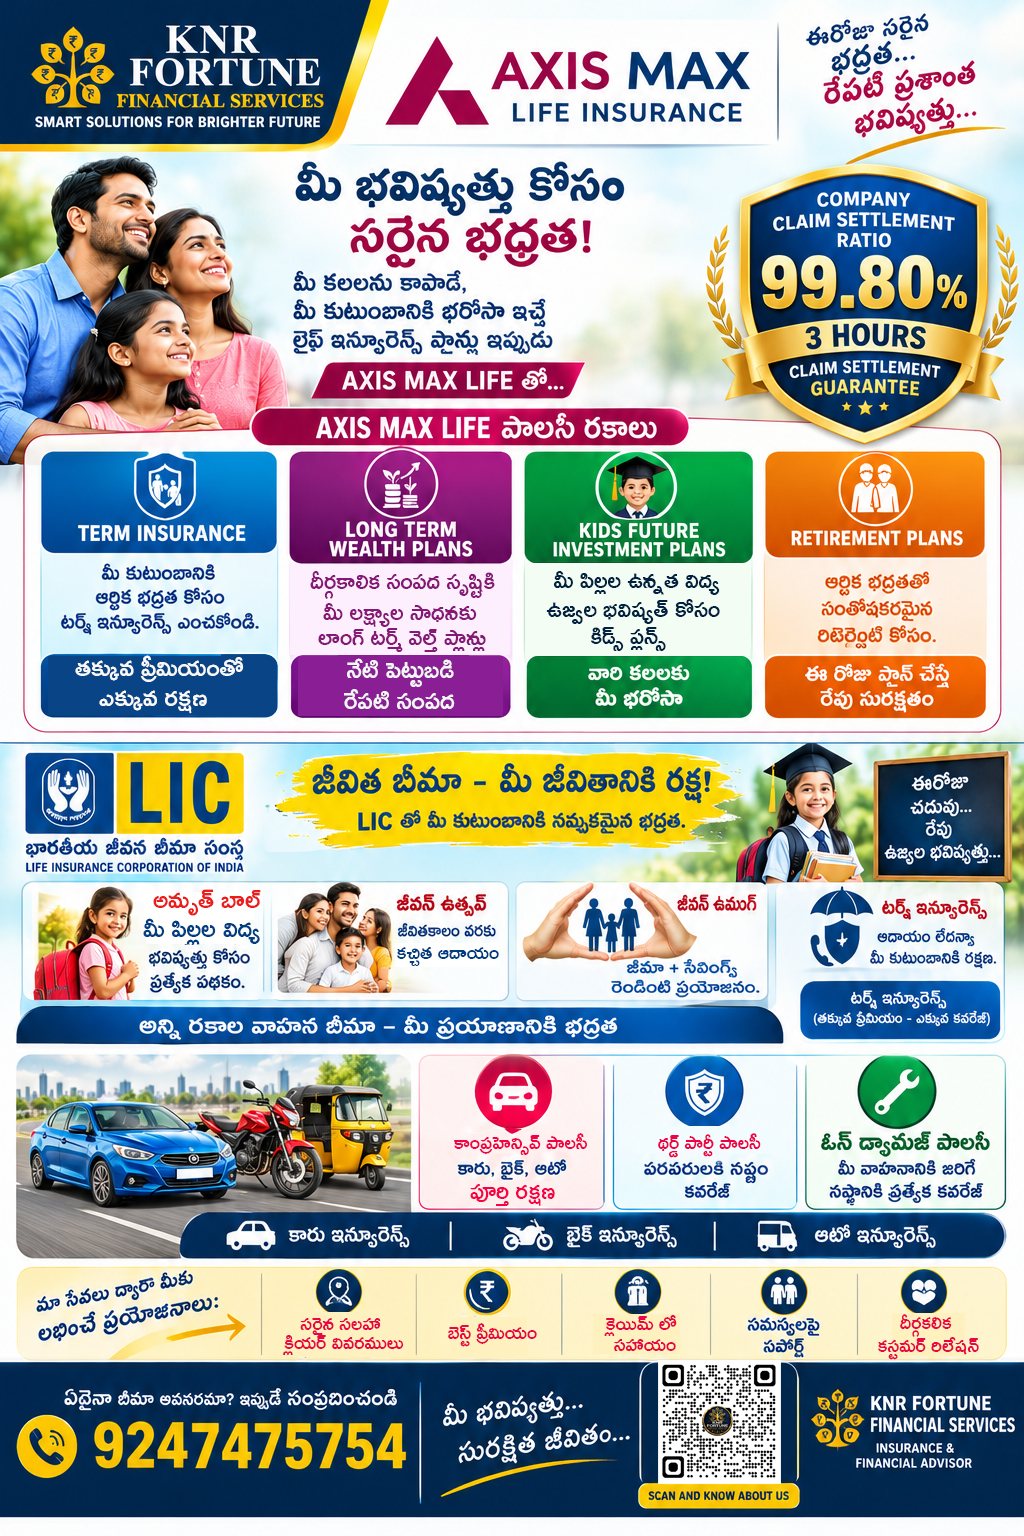 KNR
FORTUNE
FINANCIAL SERVICES
SMART SOLUTIONS FOR BRIGHTER FUTURE
AXIS MAX
LIFE INSURANCE
ఈరోజు సరైన
భద్రత...
రేపటి ప్రశాంత
భవిష్యత్తు...
మీ భవిష్యత్తు కోసం
సరైన భద్రత!
మీ కలలను కాపాడే,
మీ కుటుంబానికి భరోసా ఇచ్చే
లైఫ్ ఇన్సూరెన్స్ ప్లాన్లు ఇప్పుడు
AXIS MAX LIFE తో...
COMPANY
CLAIM SETTLEMENT
RATIO
99.80%
3 HOURS
CLAIM SETTLEMENT
GUARANTEE
AXIS MAX LIFE పాలసీ రకాలు
TERM INSURANCE
మీ కుటుంబానికి
ఆర్థిక భద్రత కోసం
టర్మ్ ఇన్సూరెన్స్ ఎంచకోండి.
తక్కువ ప్రీమియంతో
ఎక్కువ రక్షణ
LONG TERM
WEALTH PLANS
దీర్ఘకాలిక సంపద సృష్టికి
మీ లక్ష్యాల సాధనకు
లాంగ్ టర్మ్ వెల్త్ ప్లాన్లు
నేటి పెట్టుబడి
రేపటి సంపద
KIDS FUTURE
INVESTMENT PLANS
మీ పిల్లల ఉన్నత విద్య
ఉజ్వల భవిష్యత్ కోసం
కిడ్స్ ప్లన్స్
వారి కలలకు
మీ భరోసా
RETIREMENT PLANS
ఆర్థిక భద్రతతో
సంతోషకరమైన
రిటైర్మెంటి కోసం.
ఈ రోజు ప్లాన్ చేస్తే
రేవు సురక్షితం
LIC
భారతీయ జీవన బీమా సంస్థ
LIFE INSURANCE CORPORATION OF INDIA
జీవిత బీమా – మీ జీవితానికి రక్ష!
LIC తో మీ కుటుంబానికి నమ్మకమైన భద్రత.
ఈరోజు
చదువు...
రేపు
ఉజ్వల భవిష్యత్తు...
అమృత్ బాల్
మీ పిల్లల విద్య
భవిష్యత్తు కోసం
ప్రత్యేక పథకం.
జీవన్ ఉత్సవ్
జీవితకాలం వరకు
కచ్చిత ఆదాయం
జీవన్ ఉమంగ్
జీమా + సేవింగ్స్
రెండింటి ప్రయోజనం.
టర్మ్ ఇన్సూరెన్స్
ఆదాయం లేదన్నా
మీ కుటుంబానికి రక్షణ.
టర్మ్ ఇన్సూరెన్స్
(తక్కువ ప్రీమియం – ఎక్కువ కవరేజ్)
అన్ని రకాల వాహన బీమా – మీ ప్రయాణానికి భద్రత
కాంప్రహెన్సివ్ పాలసీ
కారు, బైక్, ఆటో
పూర్తి రక్షణ
థర్డ్ పార్టీ పాలసీ
పరపరులకి నష్టం
కవరేజ్
ఓన్ డ్యామజ్ పాలసీ
మీ వాహనానికి జరిగే
నష్టానికి ప్రత్యేక కవరేజ్
కారు ఇన్సూరెన్స్
బైక్ ఇన్సూరెన్స్
ఆటో ఇన్సూరెన్స్
మా సేవలు ద్వారా మీకు
లభించే ప్రయోజనాలు:
సరైన సలహా
క్లియర్ వివరములు
బెస్ట్ ప్రీమియం
క్లెయిమ్ లో
సహాయం
సమస్యలపై
సపోర్ట్
దీర్ఘకలిక
కస్టమర్ రిలేషన్
ఏదైనా బీమా అవసరమా? ఇప్పుడే సంప్రదించండి
9247475754
మీ భవిష్యత్తు...
సురక్షిత జీవితం...
SCAN AND KNOW ABOUT US
KNR FORTUNE
FINANCIAL SERVICES
INSURANCE &
FINANCIAL ADVISOR